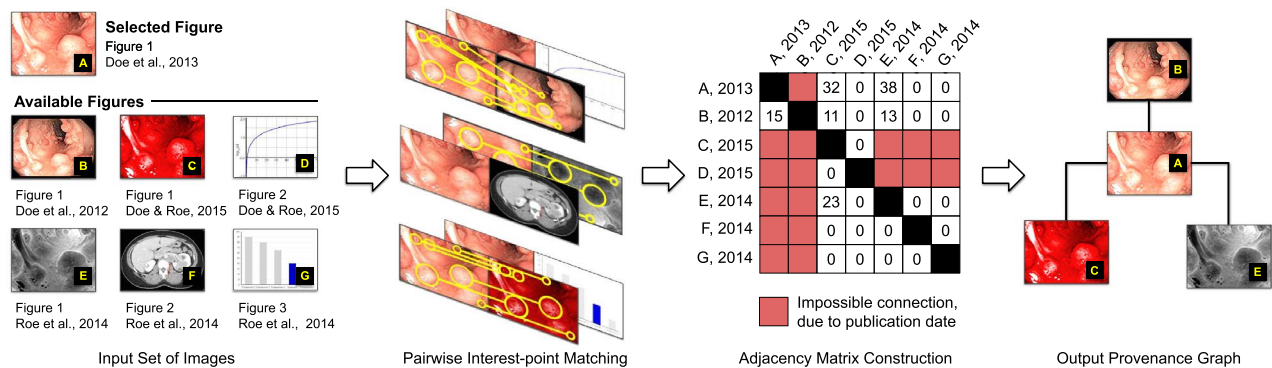 Selected Figure
Figure 1
Doe et al., 2013
A
Available Figures
B
C
D
Figure 1
Doe et al., 2012
Figure 1
Doe & Roe, 2015
Figure 2
Doe & Roe, 2015
E
F
G
Figure 1
Roe et al., 2014
Figure 2
Roe et al., 2014
Figure 3
Roe et al., 2014
Input Set of Images
Pairwise Interest-point Matching
A, 2013
B, 2012
C, 2015
D, 2015
E, 2014
F, 2014
G, 2014
A, 2013 32 0 38 0 0
B, 2012 15 11 0 13 0 0
C, 2015 0
D, 2015 0
E, 2014 23 0 0 0
F, 2014 0 0 0 0
G, 2014 0 0 0 0
Impossible connection,
due to publication date
Adjacency Matrix Construction
B
A
C
E
Output Provenance Graph